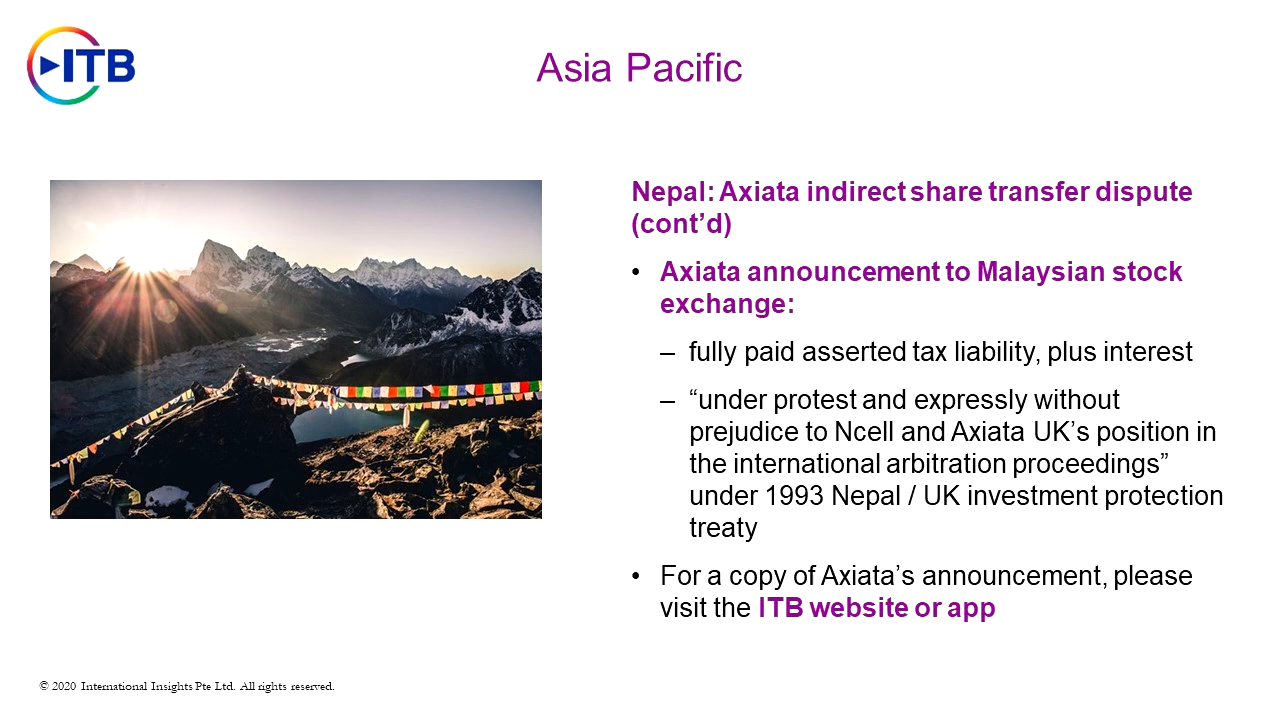 ITB
Asia Pacific
Nepal: Axiata indirect share transfer dispute
(cont’d)
• Axiata announcement to Malaysian stock
exchange:
– fully paid asserted tax liability, plus interest
– “under protest and expressly without
prejudice to Ncell and Axiata UK’s position in
the international arbitration proceedings”
under 1993 Nepal / UK investment protection
treaty
• For a copy of Axiata’s announcement, please
visit the ITB website or app
© 2020 International Insights Pte Ltd. All rights reserved.